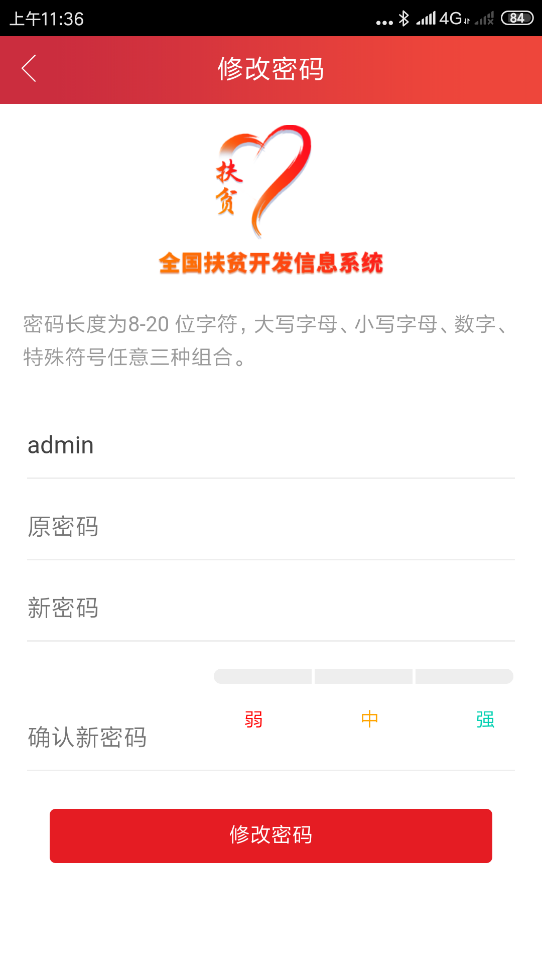 上午11:36
4G
84
修改密码
扶贫
全国扶贫开发信息系统
密码长度为8-20 位字符，大写字母、小写字母、数字、
特殊符号任意三种组合。
admin
原密码
新密码
弱 中 强
确认新密码
修改密码